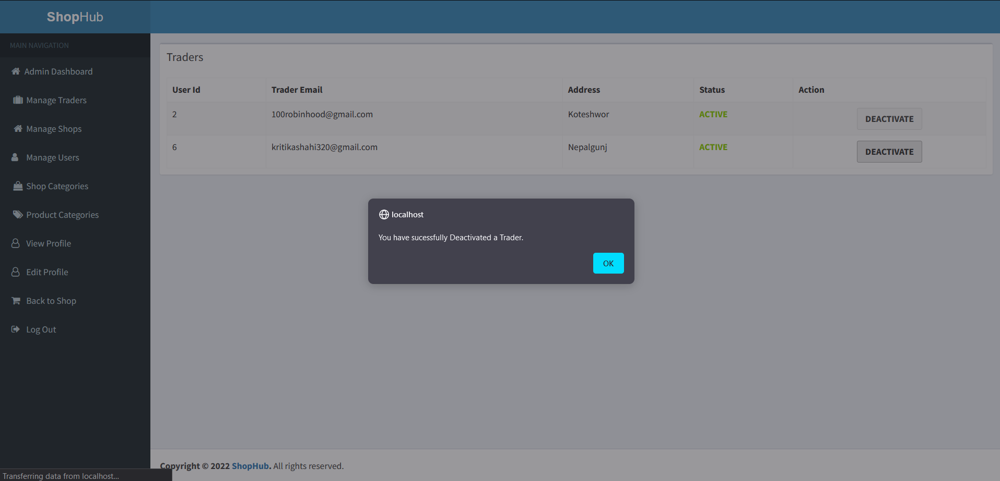 ShopHub
MAIN NAVIGATION
Admin Dashboard
Manage Traders
Manage Shops
Manage Users
Shop Categories
Product Categories
View Profile
Edit Profile
Back to Shop
Log Out
Traders
User Id Trader Email Address Status Action
2 100robinhood@gmail.com Koteshwor ACTIVE DEACTIVATE
6 kritikashahi320@gmail.com Nepalgunj ACTIVE DEACTIVATE
localhost
You have sucessfully Deactivated a Trader.
OK
Copyright © 2022 ShopHub. All rights reserved.
Transferring data from localhost...